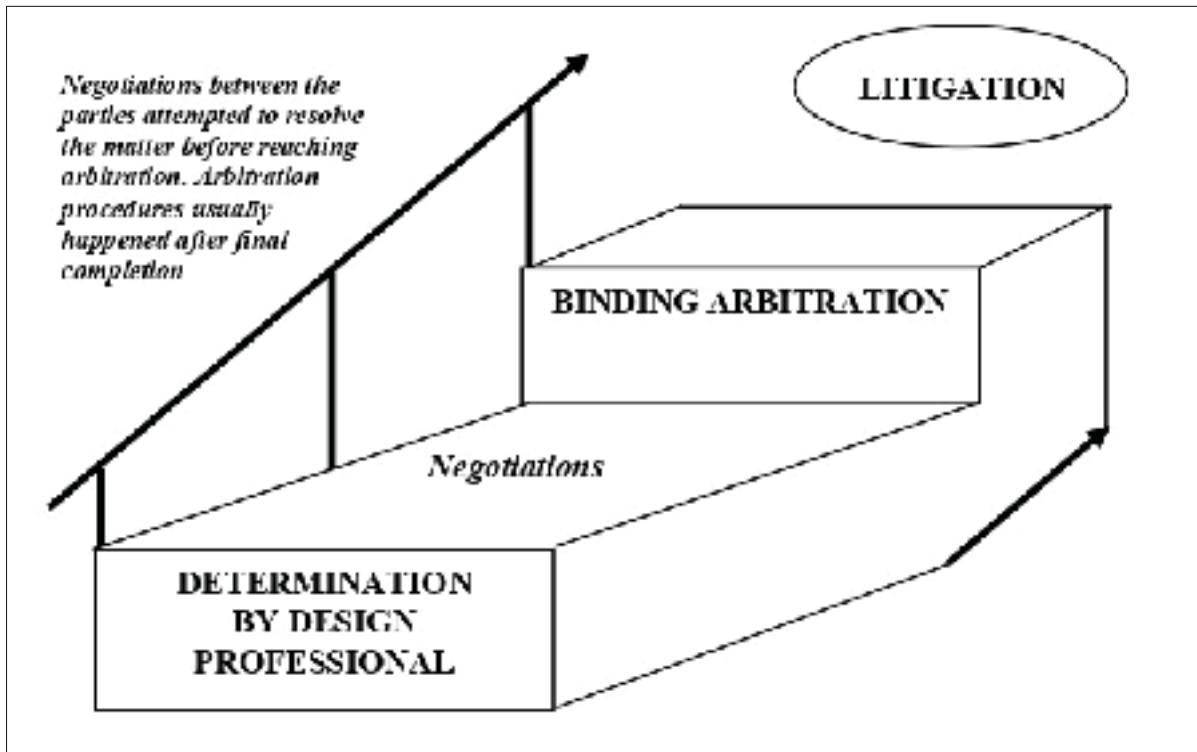 Negotiations between the
parties attempted to resolve
the matter before reaching
arbitration. Arbitration
procedures usually
happened after final
completion
LITIGATION
BINDING ARBITRATION
Negotiations
DETERMINATION
BY DESIGN
PROFESSIONAL